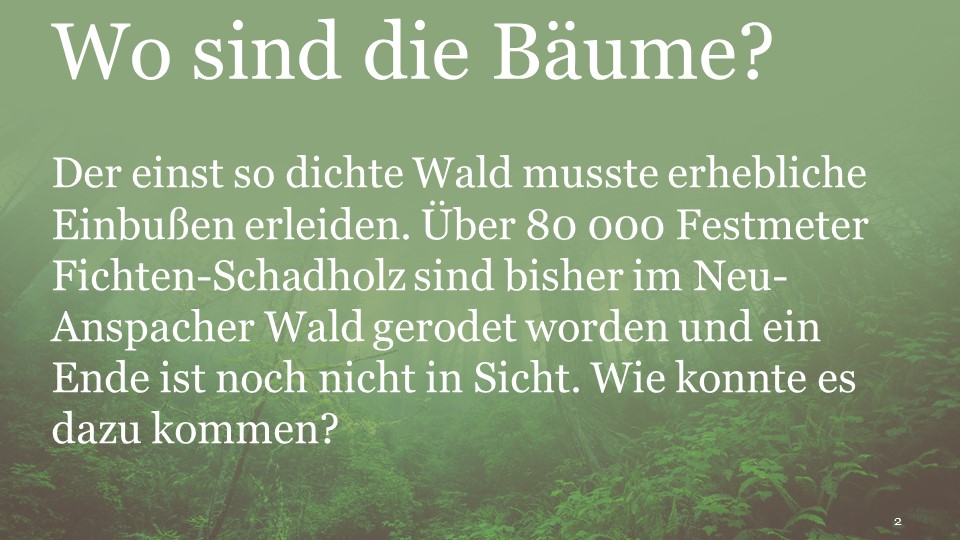 Wo sind die Bäume?
Der einst so dichte Wald musste erhebliche
Einbußen erleiden. Über 80 000 Festmeter
Fichten-Schadholz sind bisher im Neu-
Anspacher Wald gerodet worden und ein
Ende ist noch nicht in Sicht. Wie konnte es
dazu kommen?
2